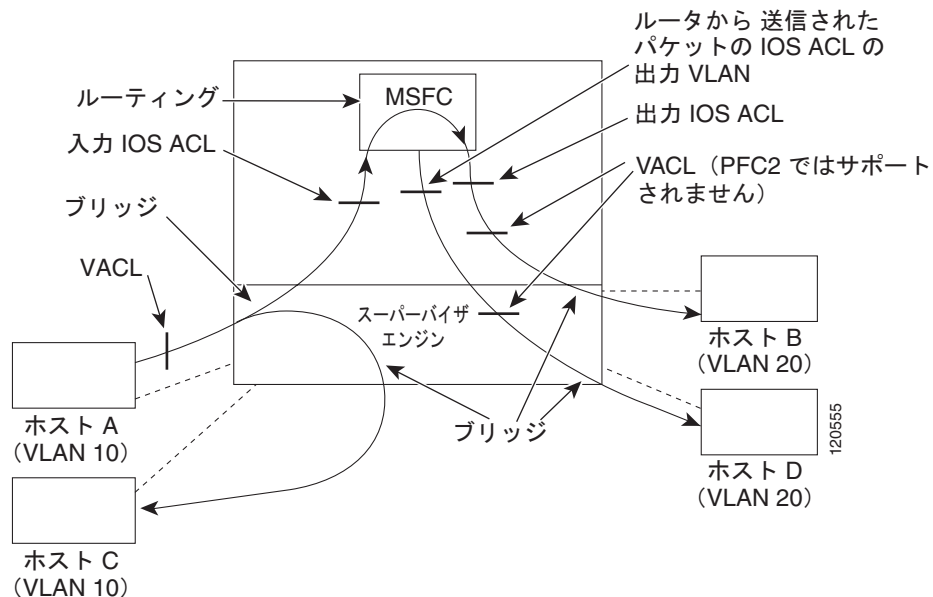 ルータから 送信された
パケットの IOS ACL の
出力 VLAN
ルーティング
MSFC
出力 IOS ACL
入力 IOS ACL
VACL（PFC2 ではサポート
されません）
ブリッジ
VACL
スーパーバイザ
エンジン
ホスト B
（VLAN 20）
ホスト A
（VLAN 10）
ブリッジ
120555
ホスト D
（VLAN 20）
ホスト C
（VLAN 10）